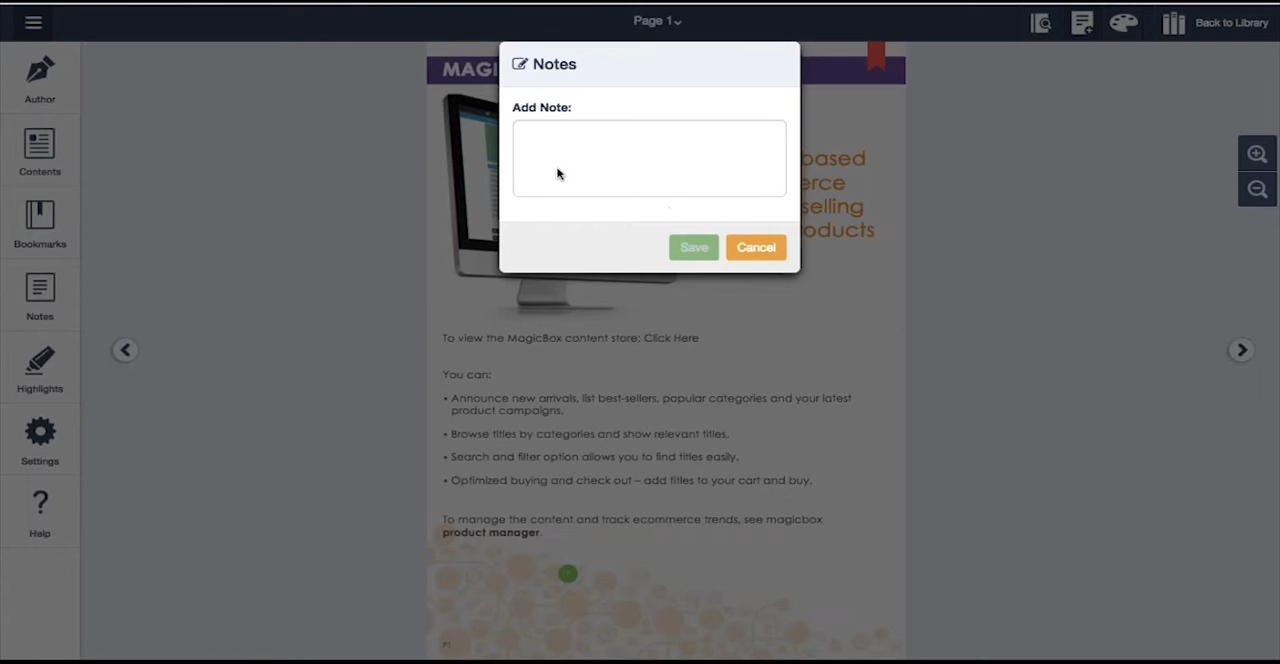 Page 1
Back to Library
Author
Contents
Bookmarks
Notes
Highlights
Settings
Help
Notes
Add Note:
Save
Cancel
MAGI
based
erce
selling
oducts
To view the MagicBox content store: Click Here
You can:
• Announce new arrivals, list best-sellers, popular categories and your latest
product campaigns.
• Browse titles by categories and show relevant titles.
• Search and filter option allows you to find titles easily.
• Optimized buying and check out – add titles to your cart and buy.
To manage the content and track ecommerce trends, see magicbox
product manager.